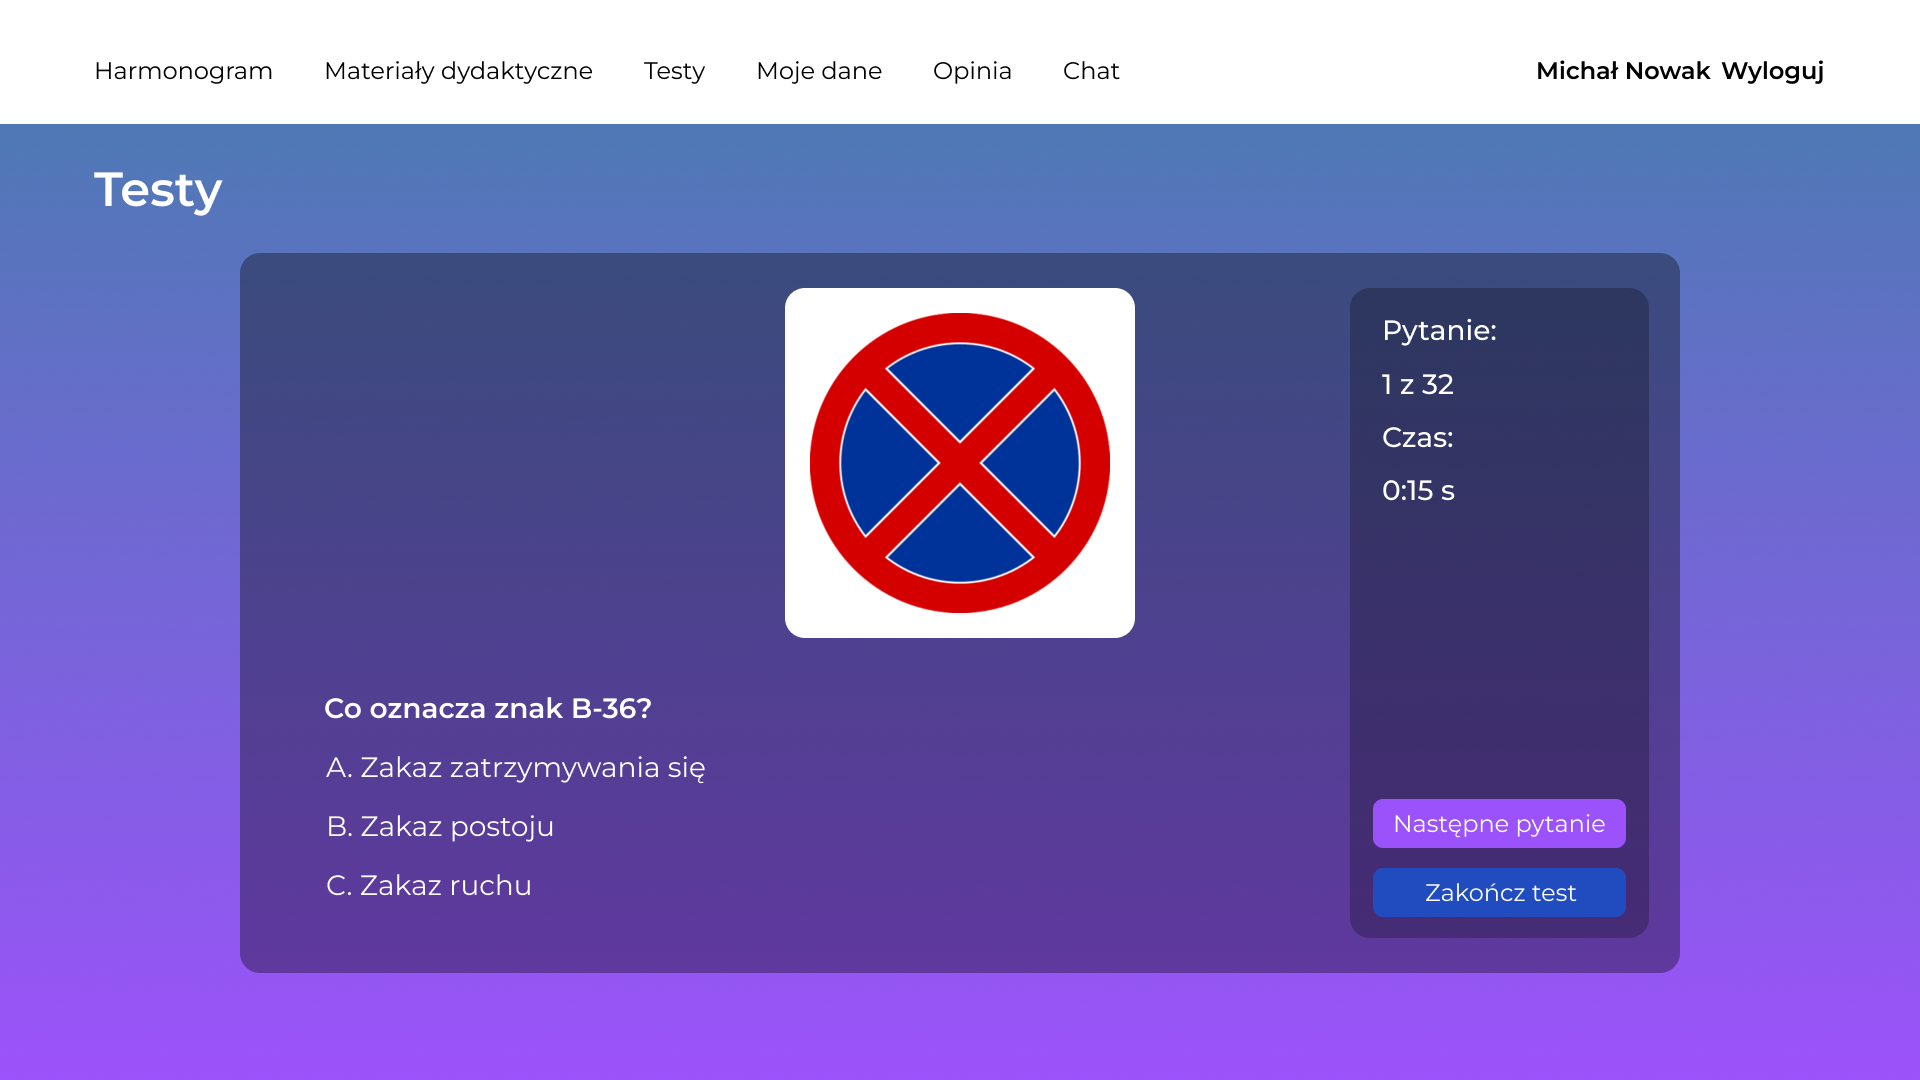 Harmonogram Materiały dydaktyczne Testy Moje dane Opinia Chat Michał Nowak Wyloguj
Testy
Pytanie:
1 z 32
Czas:
0:15 s
Co oznacza znak B-36?
A. Zakaz zatrzymywania się
B. Zakaz postoju
C. Zakaz ruchu
Następne pytanie
Zakończ test